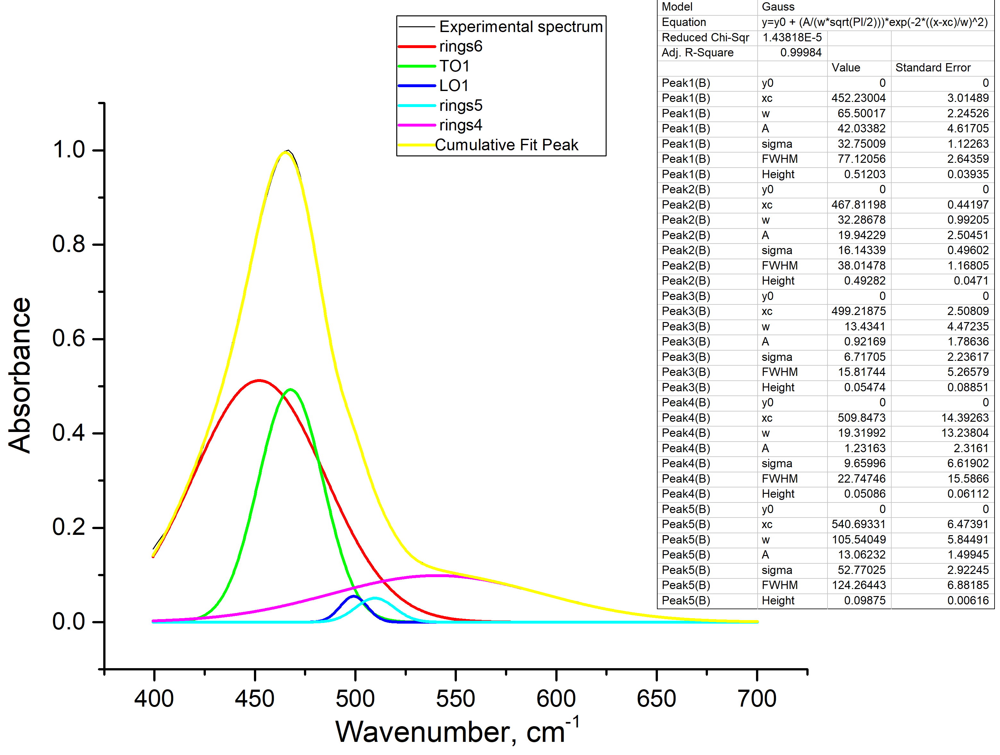 Experimental spectrum
rings6
TO1
LO1
rings5
rings4
Cumulative Fit Peak
Model Gauss
Equation y=y0 + (A/(w*sqrt(PI/2)))*exp(-2*((x-xc)/w)^2)
Reduced Chi-Sqr 1.43818E-5
Adj. R-Square 0.99984
Value Standard Error
Peak1(B) y0 0 0
Peak1(B) xc 452.23004 3.01489
Peak1(B) w 65.50017 2.24526
Peak1(B) A 42.03382 4.61705
Peak1(B) sigma 32.75009 1.12263
Peak1(B) FWHM 77.12056 2.64359
Peak1(B) Height 0.51203 0.03935
Peak2(B) y0 0 0
Peak2(B) xc 467.81198 0.44197
Peak2(B) w 32.28678 0.99205
Peak2(B) A 19.94229 2.50451
Peak2(B) sigma 16.14339 0.49602
Peak2(B) FWHM 38.01478 1.16805
Peak2(B) Height 0.49282 0.0471
Peak3(B) y0 0 0
Peak3(B) xc 499.21875 2.50809
Peak3(B) w 13.4341 4.47235
Peak3(B) A 0.92169 1.78636
Peak3(B) sigma 6.71705 2.23617
Peak3(B) FWHM 15.81744 5.26579
Peak3(B) Height 0.05474 0.08851
Peak4(B) y0 0 0
Peak4(B) xc 509.8473 14.39263
Peak4(B) w 19.31992 13.23804
Peak4(B) A 1.23163 2.3161
Peak4(B) sigma 9.65996 6.61902
Peak4(B) FWHM 22.74746 15.5866
Peak4(B) Height 0.05086 0.06112
Peak5(B) y0 0 0
Peak5(B) xc 540.69331 6.47391
Peak5(B) w 105.54049 5.84491
Peak5(B) A 13.06232 1.49945
Peak5(B) sigma 52.77025 2.92245
Peak5(B) FWHM 124.26443 6.88185
Peak5(B) Height 0.09875 0.00616
Absorbance
1.0
0.8
0.6
0.4
0.2
0.0
400 450 500 550 600 650 700
Wavenumber, cm-1